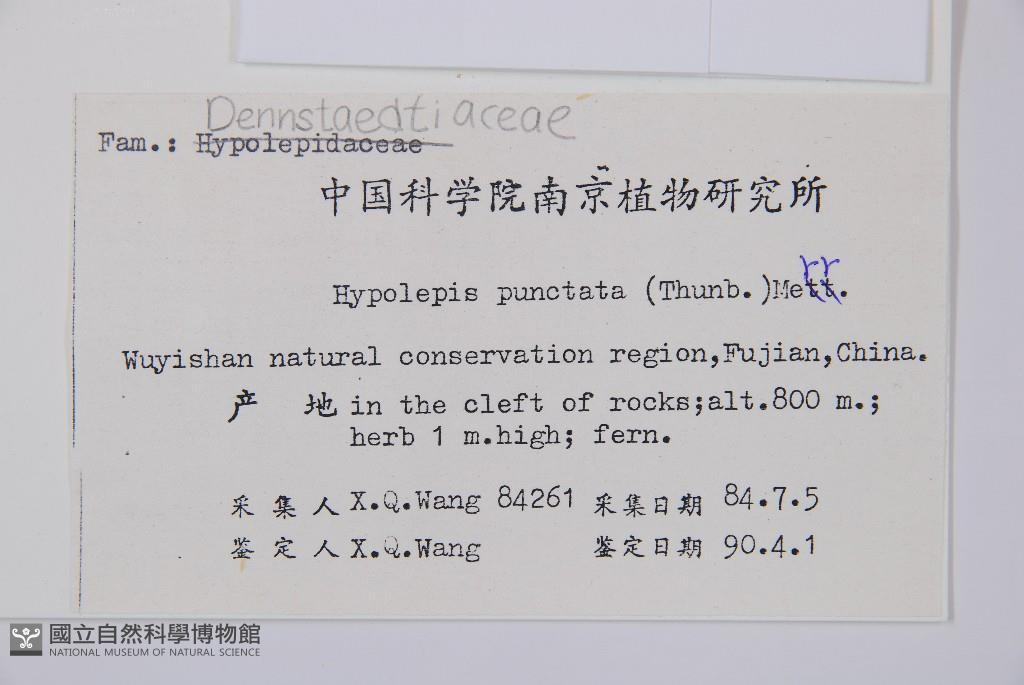 Dennstaedtiaceae
Fam.: Hypolepidaceae
中国科学院南京植物研究所
rr
Hypolepis punctata (Thunb.)Mett.
Wuyishan natural conservation region,Fujian,China.
产 地 in the cleft of rocks;alt.800 m.;
herb 1 m.high; fern.
采 集 人 X.Q.Wang 84261 采集日期 84.7.5
鉴 定 人 X.Q.Wang 鉴定日期 90.4.1
國立自然科學博物館
NATIONAL MUSEUM OF NATURAL SCIENCE